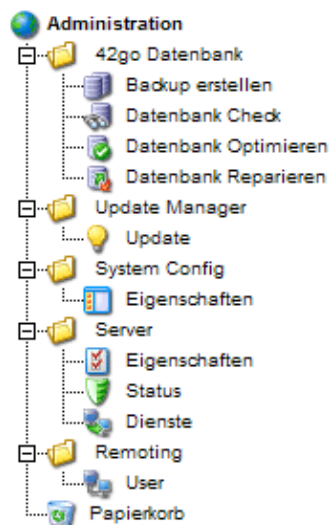 Administration
42go Datenbank
Backup erstellen
Datenbank Check
Datenbank Optimieren
Datenbank Reparieren
Update Manager
Update
System Config
Eigenschaften
Server
Eigenschaften
Status
Dienste
Remoting
User
Papierkorb